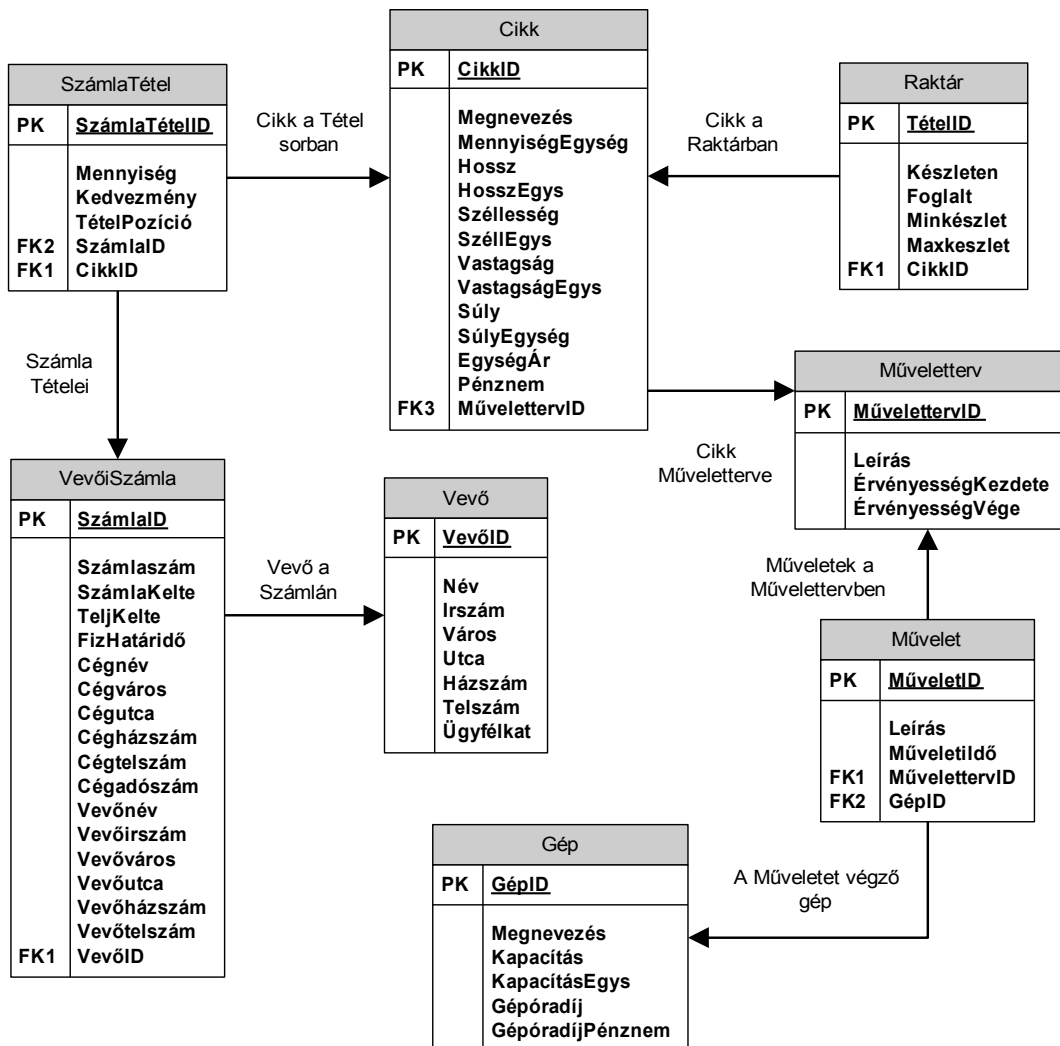 SzámlaTétel
PK SzámlaTételID
Mennyiség
Kedvezmény
TételPozíció
FK2 SzámlaID
FK1 CikkID
Cikk a Tétel
sorban
Cikk
PK CikkID
Megnevezés
MennyiségEgység
Hossz
HosszEgys
Széllesség
SzéllEgys
Vastagság
VastagságEgys
Súly
SúlyEgység
EgységÁr
Pénznem
FK3 MűvelettervID
Cikk a
Raktárban
Raktár
PK TételID
Készleten
Foglalt
Minkészlet
Maxkeszlet
FK1 CikkID
Számla
Tételei
Cikk
Műveletterve
Műveletterv
PK MűvelettervID
Leírás
ÉrvényességKezdete
ÉrvényességVége
VevőiSzámla
PK SzámlaID
Számlaszám
SzámlaKelte
TeljKelte
FizHatáridő
Cégnév
Cégváros
Cégutca
Cégházszám
Cégtelszám
Cégadószám
Vevőnév
Vevőirszám
Vevőváros
Vevőutca
Vevőházszám
Vevőtelszám
FK1 VevőID
Vevő a
Számlán
Vevő
PK VevőID
Név
Irszám
Város
Utca
Házszám
Telszám
Ügyfélkat
Műveletek a
Művelettervben
Művelet
PK MűveletID
Leírás
MűveletiIdő
FK1 MűvelettervID
FK2 GépID
A Műveletet végző
gép
Gép
PK GépID
Megnevezés
Kapacítás
KapacításEgys
Gépóradíj
GépóradíjPénznem